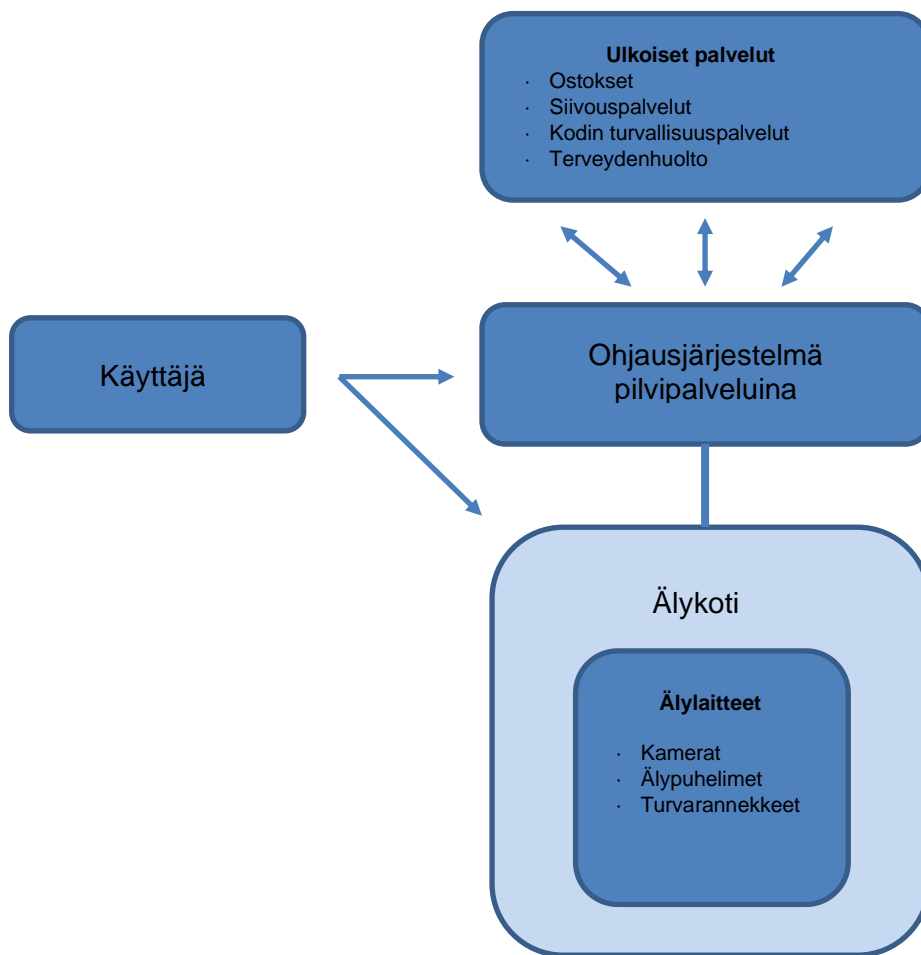 Ulkoiset palvelut
· Ostokset
· Siivouspalvelut
· Kodin turvallisuuspalvelut
· Terveydenhuolto
Käyttäjä
Ohjausjärjestelmä
pilvipalveluina
Älykoti
Älylaitteet
· Kamerat
· Älypuhelimet
· Turvarannekkeet